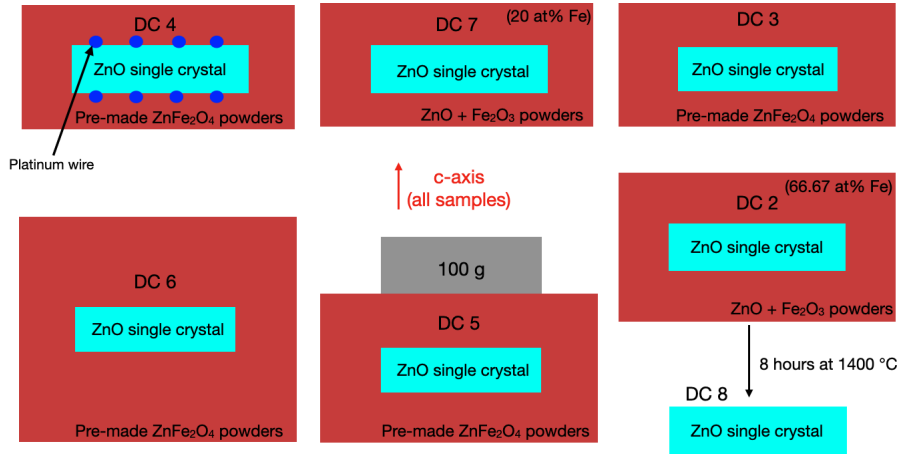 DC 4
ZnO single crystal
Pre-made ZnFe₂O₄ powders
Platinum wire
(20 at% Fe)
DC 7
ZnO single crystal
ZnO + Fe₂O₃ powders
DC 3
ZnO single crystal
Pre-made ZnFe₂O₄ powders
c-axis
(all samples)
DC 6
ZnO single crystal
Pre-made ZnFe₂O₄ powders
100 g
DC 5
ZnO single crystal
Pre-made ZnFe₂O₄ powders
(66.67 at% Fe)
DC 2
ZnO single crystal
ZnO + Fe₂O₃ powders
8 hours at 1400 °C
DC 8
ZnO single crystal